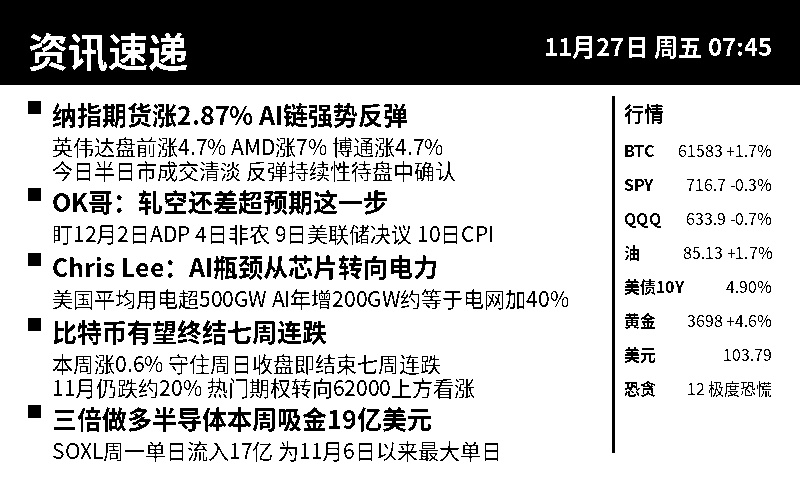 资讯速递
11月27日 周五 07:45
纳指期货涨2.87% AI链强势反弹
英伟达盘前涨4.7% AMD涨7% 博通涨4.7%
今日半日市成交清淡 反弹持续性待盘中确认
OK哥：轧空还差超预期这一步
盯12月2日ADP 4日非农 9日美联储决议 10日CPI
Chris Lee：AI瓶颈从芯片转向电力
美国平均用电超500GW AI年增200GW约等于电网加40%
比特币有望终结七周连跌
本周涨0.6% 守住周日收盘即结束七周连跌
11月仍跌约20% 热门期权转向62000上方看涨
三倍做多半导体本周吸金19亿美元
SOXL周一单日流入17亿 为11月6日以来最大单日
行情
BTC 61583 +1.7%
SPY 716.7 -0.3%
QQQ 633.9 -0.7%
油 85.13 +1.7%
美债10Y 4.90%
黄金 3698 +4.6%
美元 103.79
恐贪 12 极度恐慌